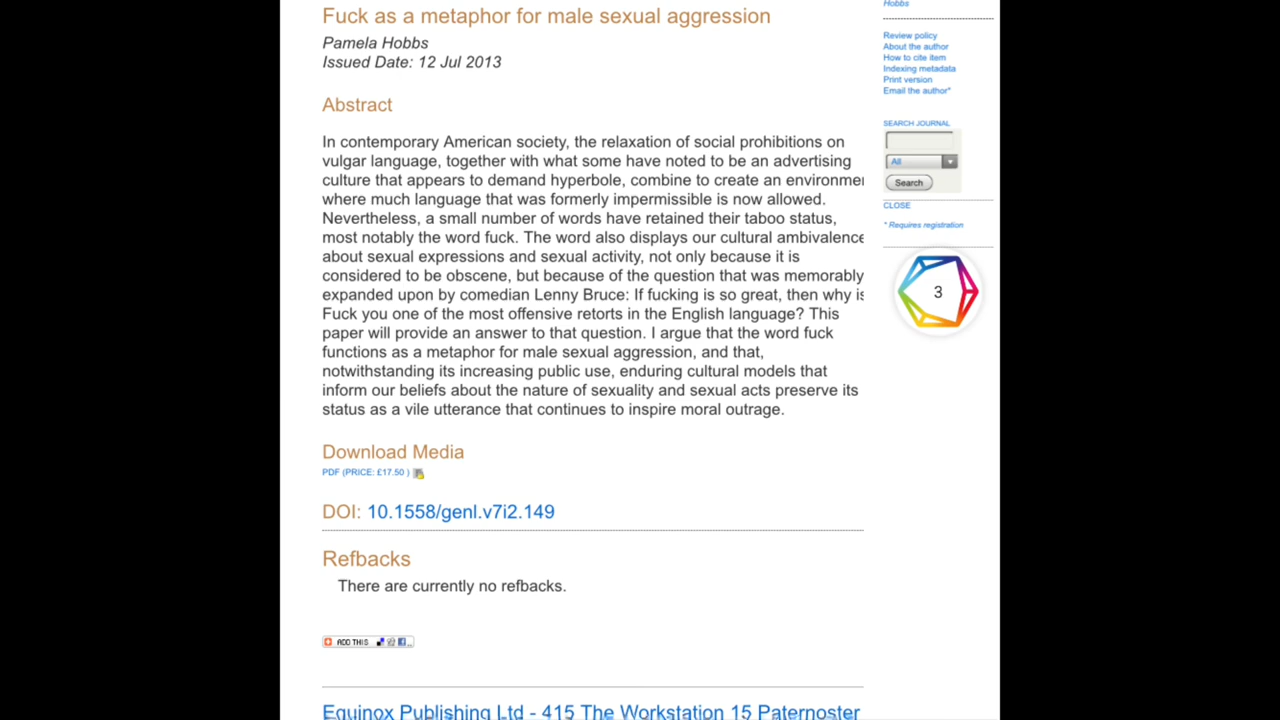 Fuck as a metaphor for male sexual aggression
Pamela Hobbs
Issued Date: 12 Jul 2013
Abstract
In contemporary American society, the relaxation of social prohibitions on
vulgar language, together with what some have noted to be an advertising
culture that appears to demand hyperbole, combine to create an environme
where much language that was formerly impermissible is now allowed.
Nevertheless, a small number of words have retained their taboo status,
most notably the word fuck. The word also displays our cultural ambivalence
about sexual expressions and sexual activity, not only because it is
considered to be obscene, but because of the question that was memorably
expanded upon by comedian Lenny Bruce: If fucking is so great, then why is
Fuck you one of the most offensive retorts in the English language? This
paper will provide an answer to that question. I argue that the word fuck
functions as a metaphor for male sexual aggression, and that,
notwithstanding its increasing public use, enduring cultural models that
inform our beliefs about the nature of sexuality and sexual acts preserve its
status as a vile utterance that continues to inspire moral outrage.
Download Media
PDF (PRICE: £17.50 )
DOI: 10.1558/genl.v7i2.149
Refbacks
There are currently no refbacks.
ADD THIS
Equinox Publishing Ltd - 415 The Workstation 15 Paternoster
Hobbs
Review policy
About the author
How to cite item
Indexing metadata
Print version
Email the author*
SEARCH JOURNAL
All
Search
CLOSE
* Requires registration
3